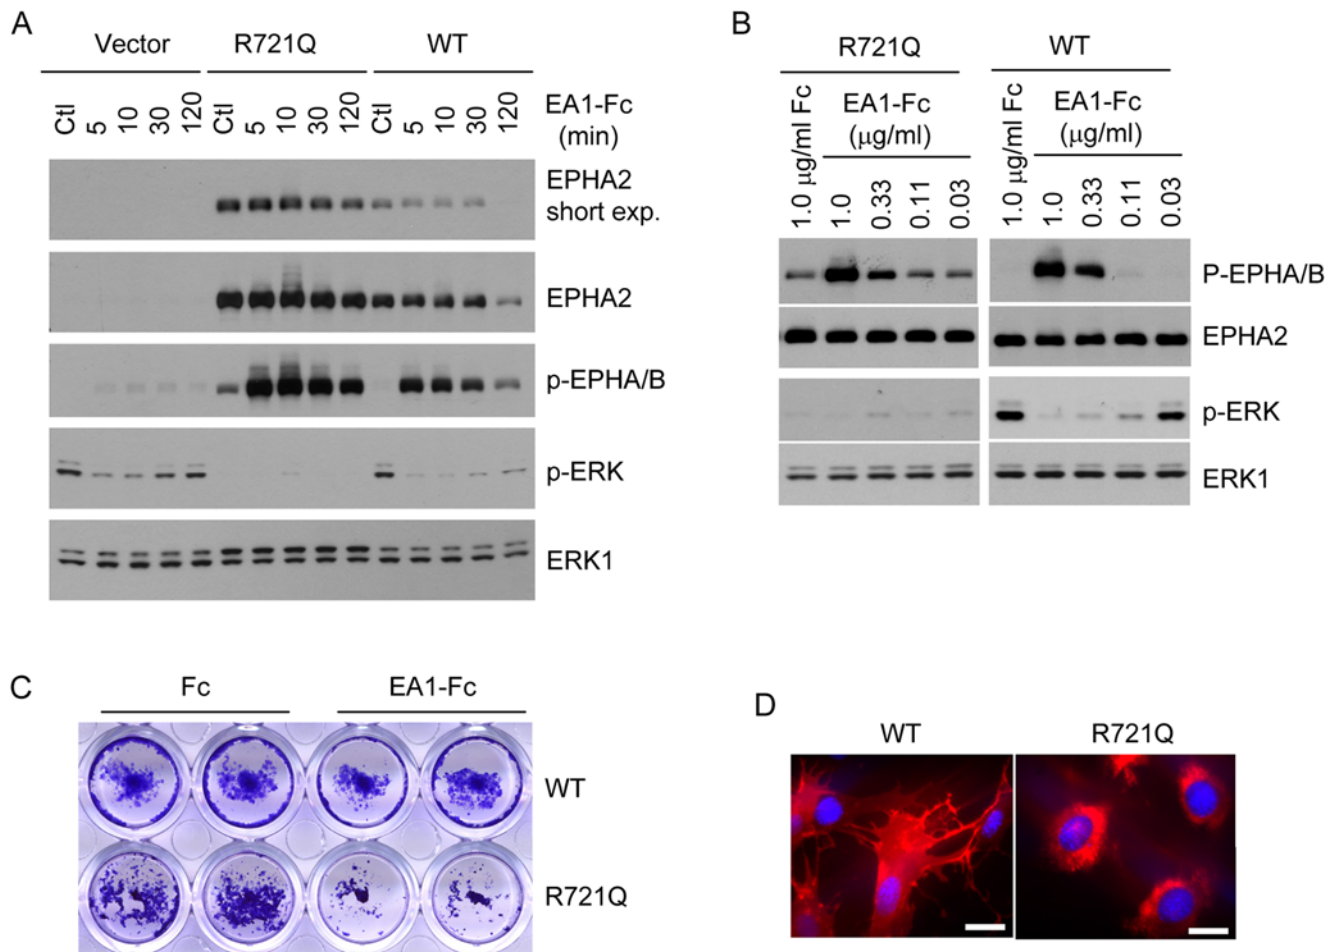 A
Vector
R721Q
WT
Ctl 5 10 30 120 Ctl 5 10 30 120 Ctl 5 10 30 120
EA1-Fc
(min)
EPHA2
short exp.
EPHA2
p-EPHA/B
p-ERK
ERK1
B
R721Q
WT
1.0 μg/ml Fc
EA1-Fc
(μg/ml)
1.0 0.33 0.11 0.03
1.0 μg/ml Fc
EA1-Fc
(μg/ml)
1.0 0.33 0.11 0.03
P-EPHA/B
EPHA2
p-ERK
ERK1
C
Fc
EA1-Fc
WT
R721Q
D
WT
R721Q